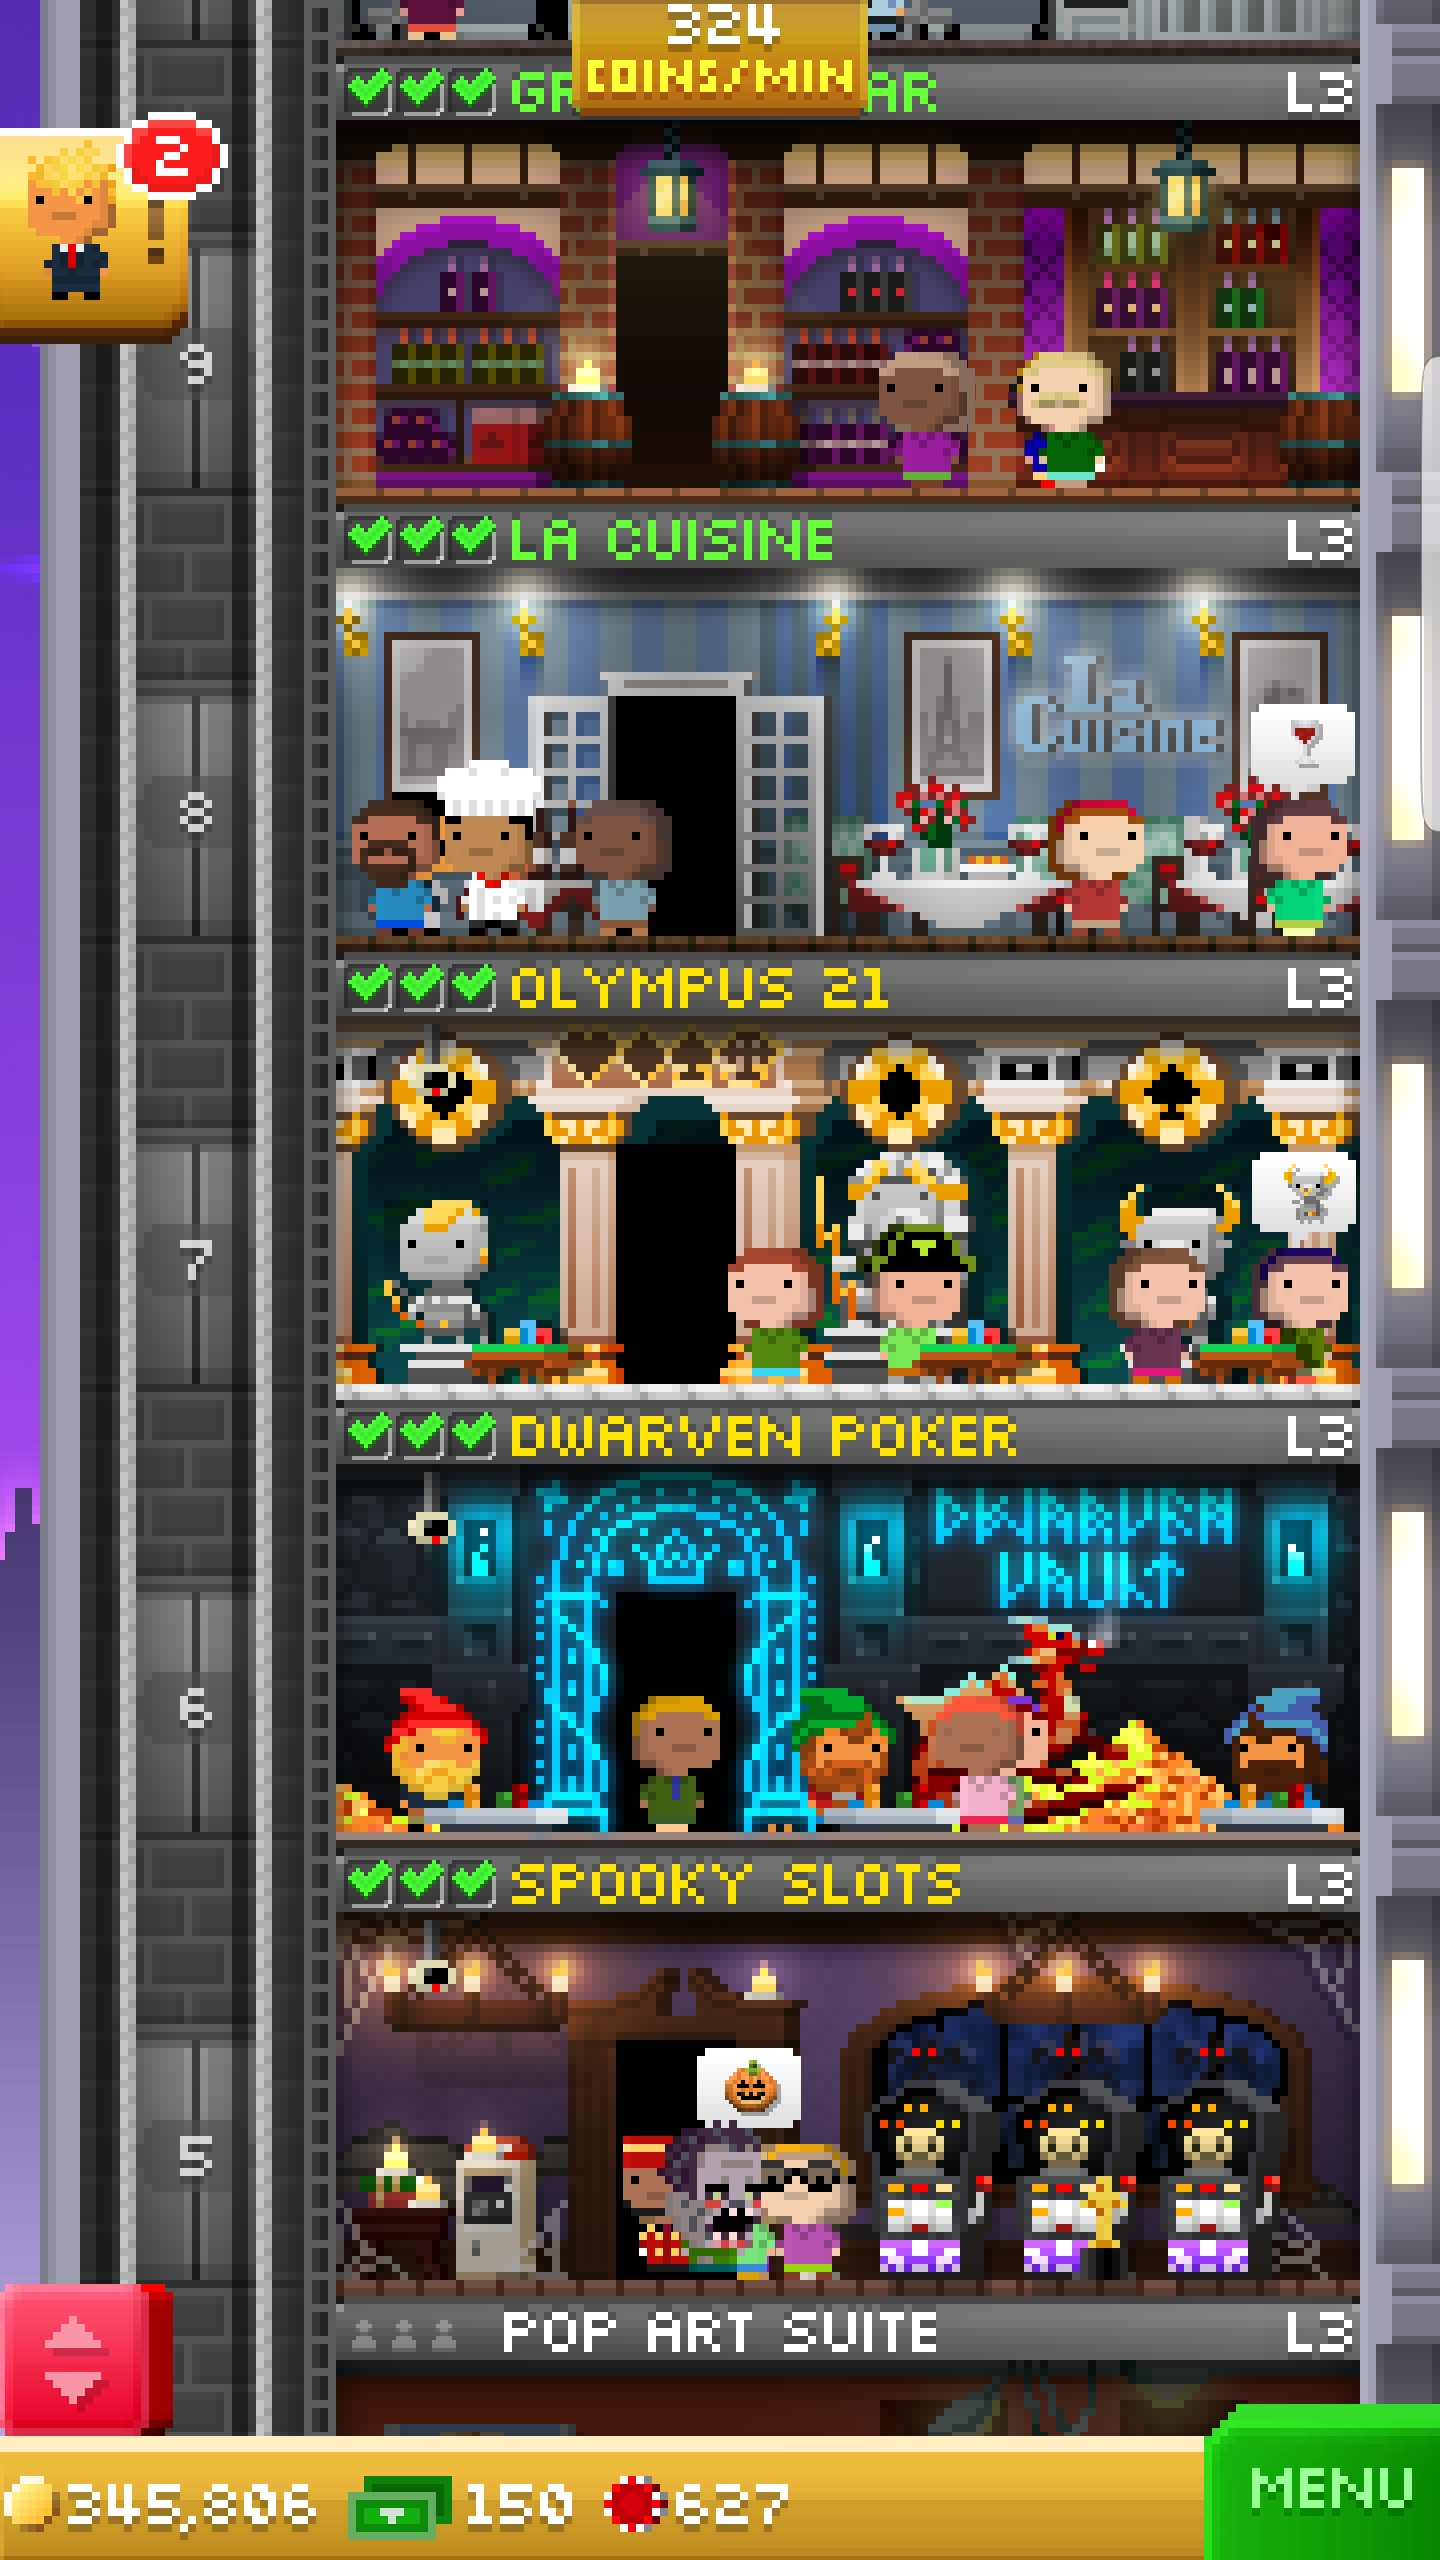 324
COINS/MIN
GR AR L3
2
!
9
LA CUISINE L3
La
Cuisine
8
OLYMPUS 21 L3
7
DWARVEN POKER L3
DWARVEN
VAULT
6
SPOOKY SLOTS L3
5
POP ART SUITE L3
345,806 150 627
MENU